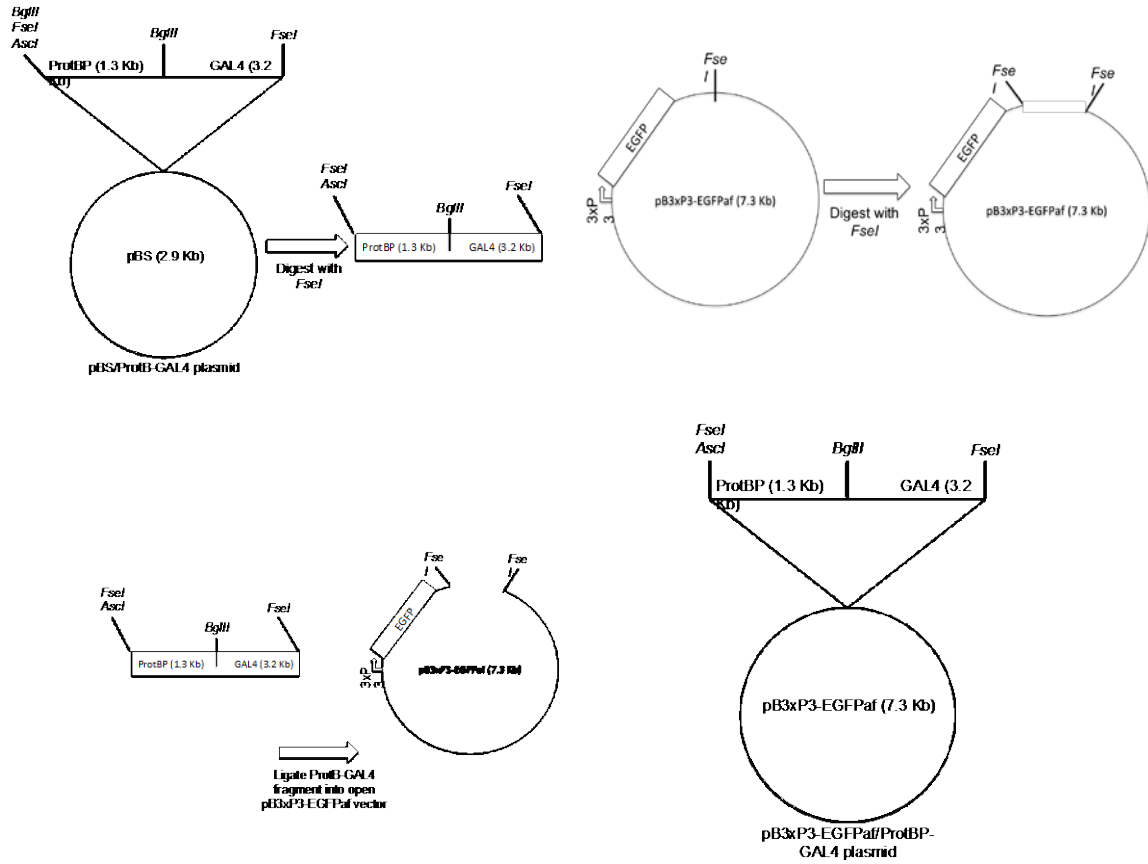 BglII
FseI
AscI
BglII
FseI
ProtBP (1.3 Kb)
GAL4 (3.2
Kb)
pBS (2.9 Kb)
pBS/ProtB-GAL4 plasmid
Digest with
FseI
FseI
AscI
BglII
FseI
ProtBP (1.3 Kb)
GAL4 (3.2 Kb)
Fse
I
EGFP
3xP
3
pB3xP3-EGFPaf (7.3 Kb)
Digest with
FseI
Fse
I
Fse
I
EGFP
3xP
3
pB3xP3-EGFPaf (7.3 Kb)
FseI
AscI
BglII
FseI
ProtBP (1.3 Kb)
GAL4 (3.2 Kb)
Fse
I
Fse
I
EGFP
3xP
3
pB3xP3-EGFPaf (7.3 Kb)
Ligate ProtB-GAL4
fragment into open
pB3xP3-EGFPaf vector
FseI
AscI
BglII
FseI
ProtBP (1.3 Kb)
GAL4 (3.2
Kb)
pB3xP3-EGFPaf (7.3 Kb)
pB3xP3-EGFPaf/ProtBP-
GAL4 plasmid